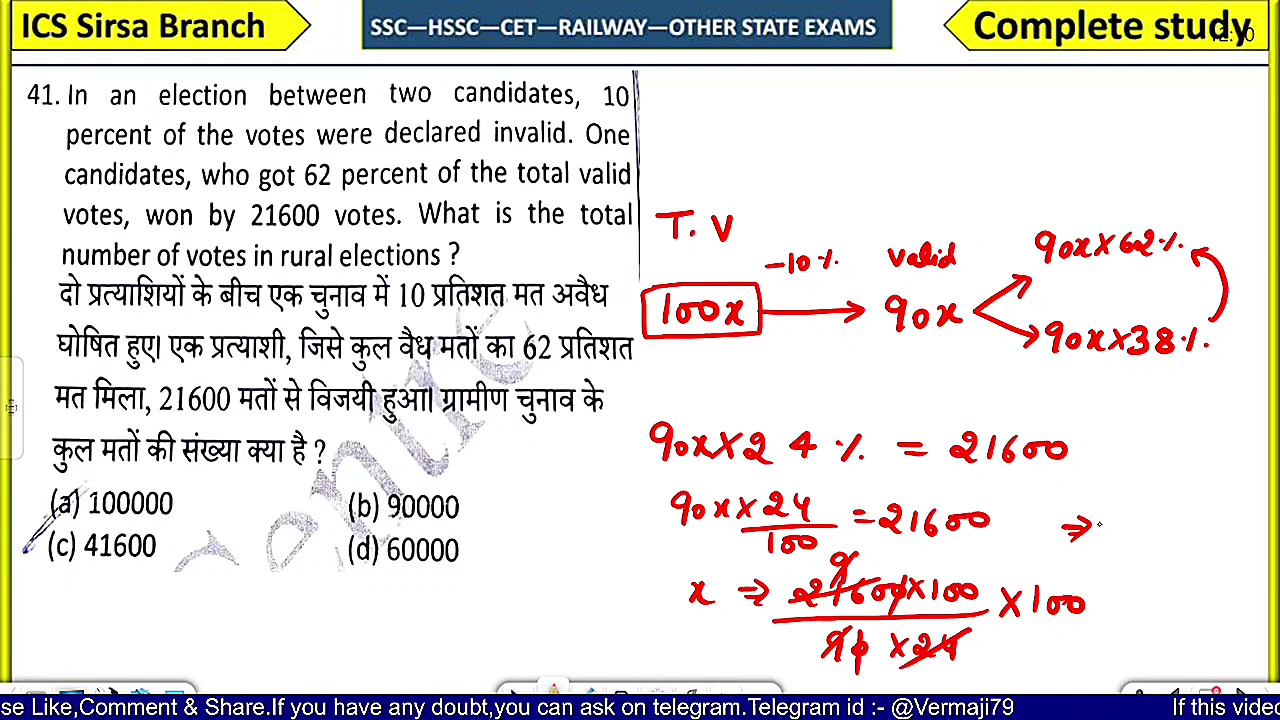 ICS Sirsa Branch
SSC—HSSC—CET—RAILWAY—OTHER STATE EXAMS
Complete study
41. In an election between two candidates, 10
percent of the votes were declared invalid. One
candidates, who got 62 percent of the total valid
votes, won by 21600 votes. What is the total
number of votes in rural elections ?
दो प्रत्याशियों के बीच एक चुनाव में 10 प्रतिशत मत अवैध
घोषित हुए। एक प्रत्याशी, जिसे कुल वैध मतों का 62 प्रतिशत
मत मिला, 21600 मतों से विजयी हुआ। ग्रामीण चुनाव के
कुल मतों की संख्या क्या है ?
(a) 100000 (b) 90000
(c) 41600 (d) 60000
T. V
100x -10% → valid 90x
90x×62%
90x×38%
90x×24% = 21600
90x×24/100 = 21600 ⇒
x ⇒ 21600×100/90×24 ×100
9
se Like,Comment & Share.If you have any doubt,you can ask on telegram.Telegram id :- @Vermaji79 If this video